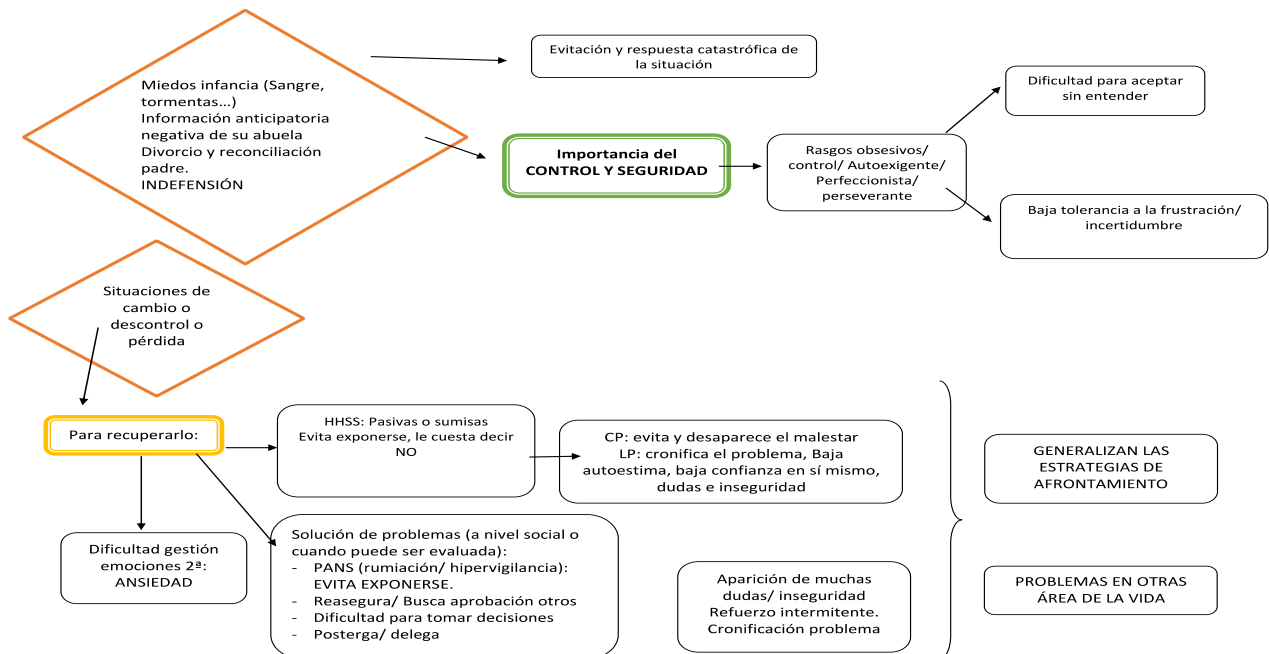 Evitación y respuesta catastrófica de
la situación
Miedos infancia (Sangre,
tormentas…)
Información anticipatoria
negativa de su abuela
Divorcio y reconciliación
padre.
INDEFENSIÓN
Importancia del
CONTROL Y SEGURIDAD
Rasgos obsesivos/
control/ Autoexigente/
Perfeccionista/
perseverante
Dificultad para aceptar
sin entender
Baja tolerancia a la frustración/
incertidumbre
Situaciones de
cambio o
descontrol o
pérdida
Para recuperarlo:
HHSS: Pasivas o sumisas
Evita exponerse, le cuesta decir
NO
CP: evita y desaparece el malestar
LP: cronifica el problema, Baja
autoestima, baja confianza en sí mismo,
dudas e inseguridad
GENERALIZAN LAS
ESTRATEGIAS DE
AFRONTAMIENTO
Dificultad gestión
emociones 2ª:
ANSIEDAD
Solución de problemas (a nivel social o
cuando puede ser evaluada):
- PANS (rumiación/ hipervigilancia):
EVITA EXPONERSE.
- Reasegura/ Busca aprobación otros
- Dificultad para tomar decisiones
- Posterga/ delega
Aparición de muchas
dudas/ inseguridad
Refuerzo intermitente.
Cronificación problema
PROBLEMAS EN OTRAS
ÁREA DE LA VIDA